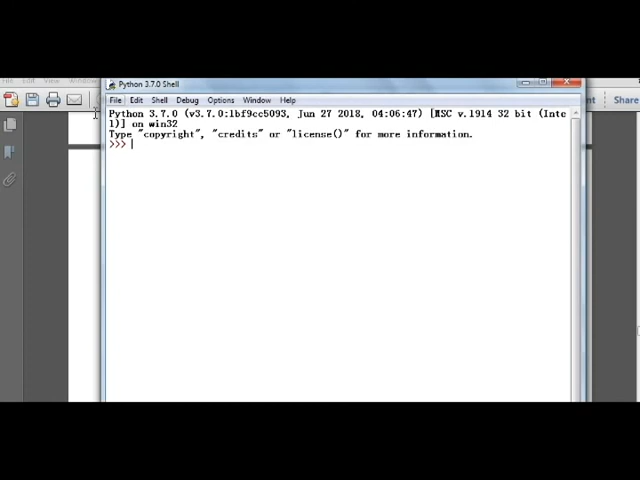 Python 3.7.0 Shell
File Edit Shell Debug Options Window Help
Share
Python 3.7.0 (v3.7.0:1bf9cc5093, Jun 27 2018, 04:06:47) [MSC v.1914 32 bit (Inte
l)] on win32
Type "copyright", "credits" or "license()" for more information.
>>>